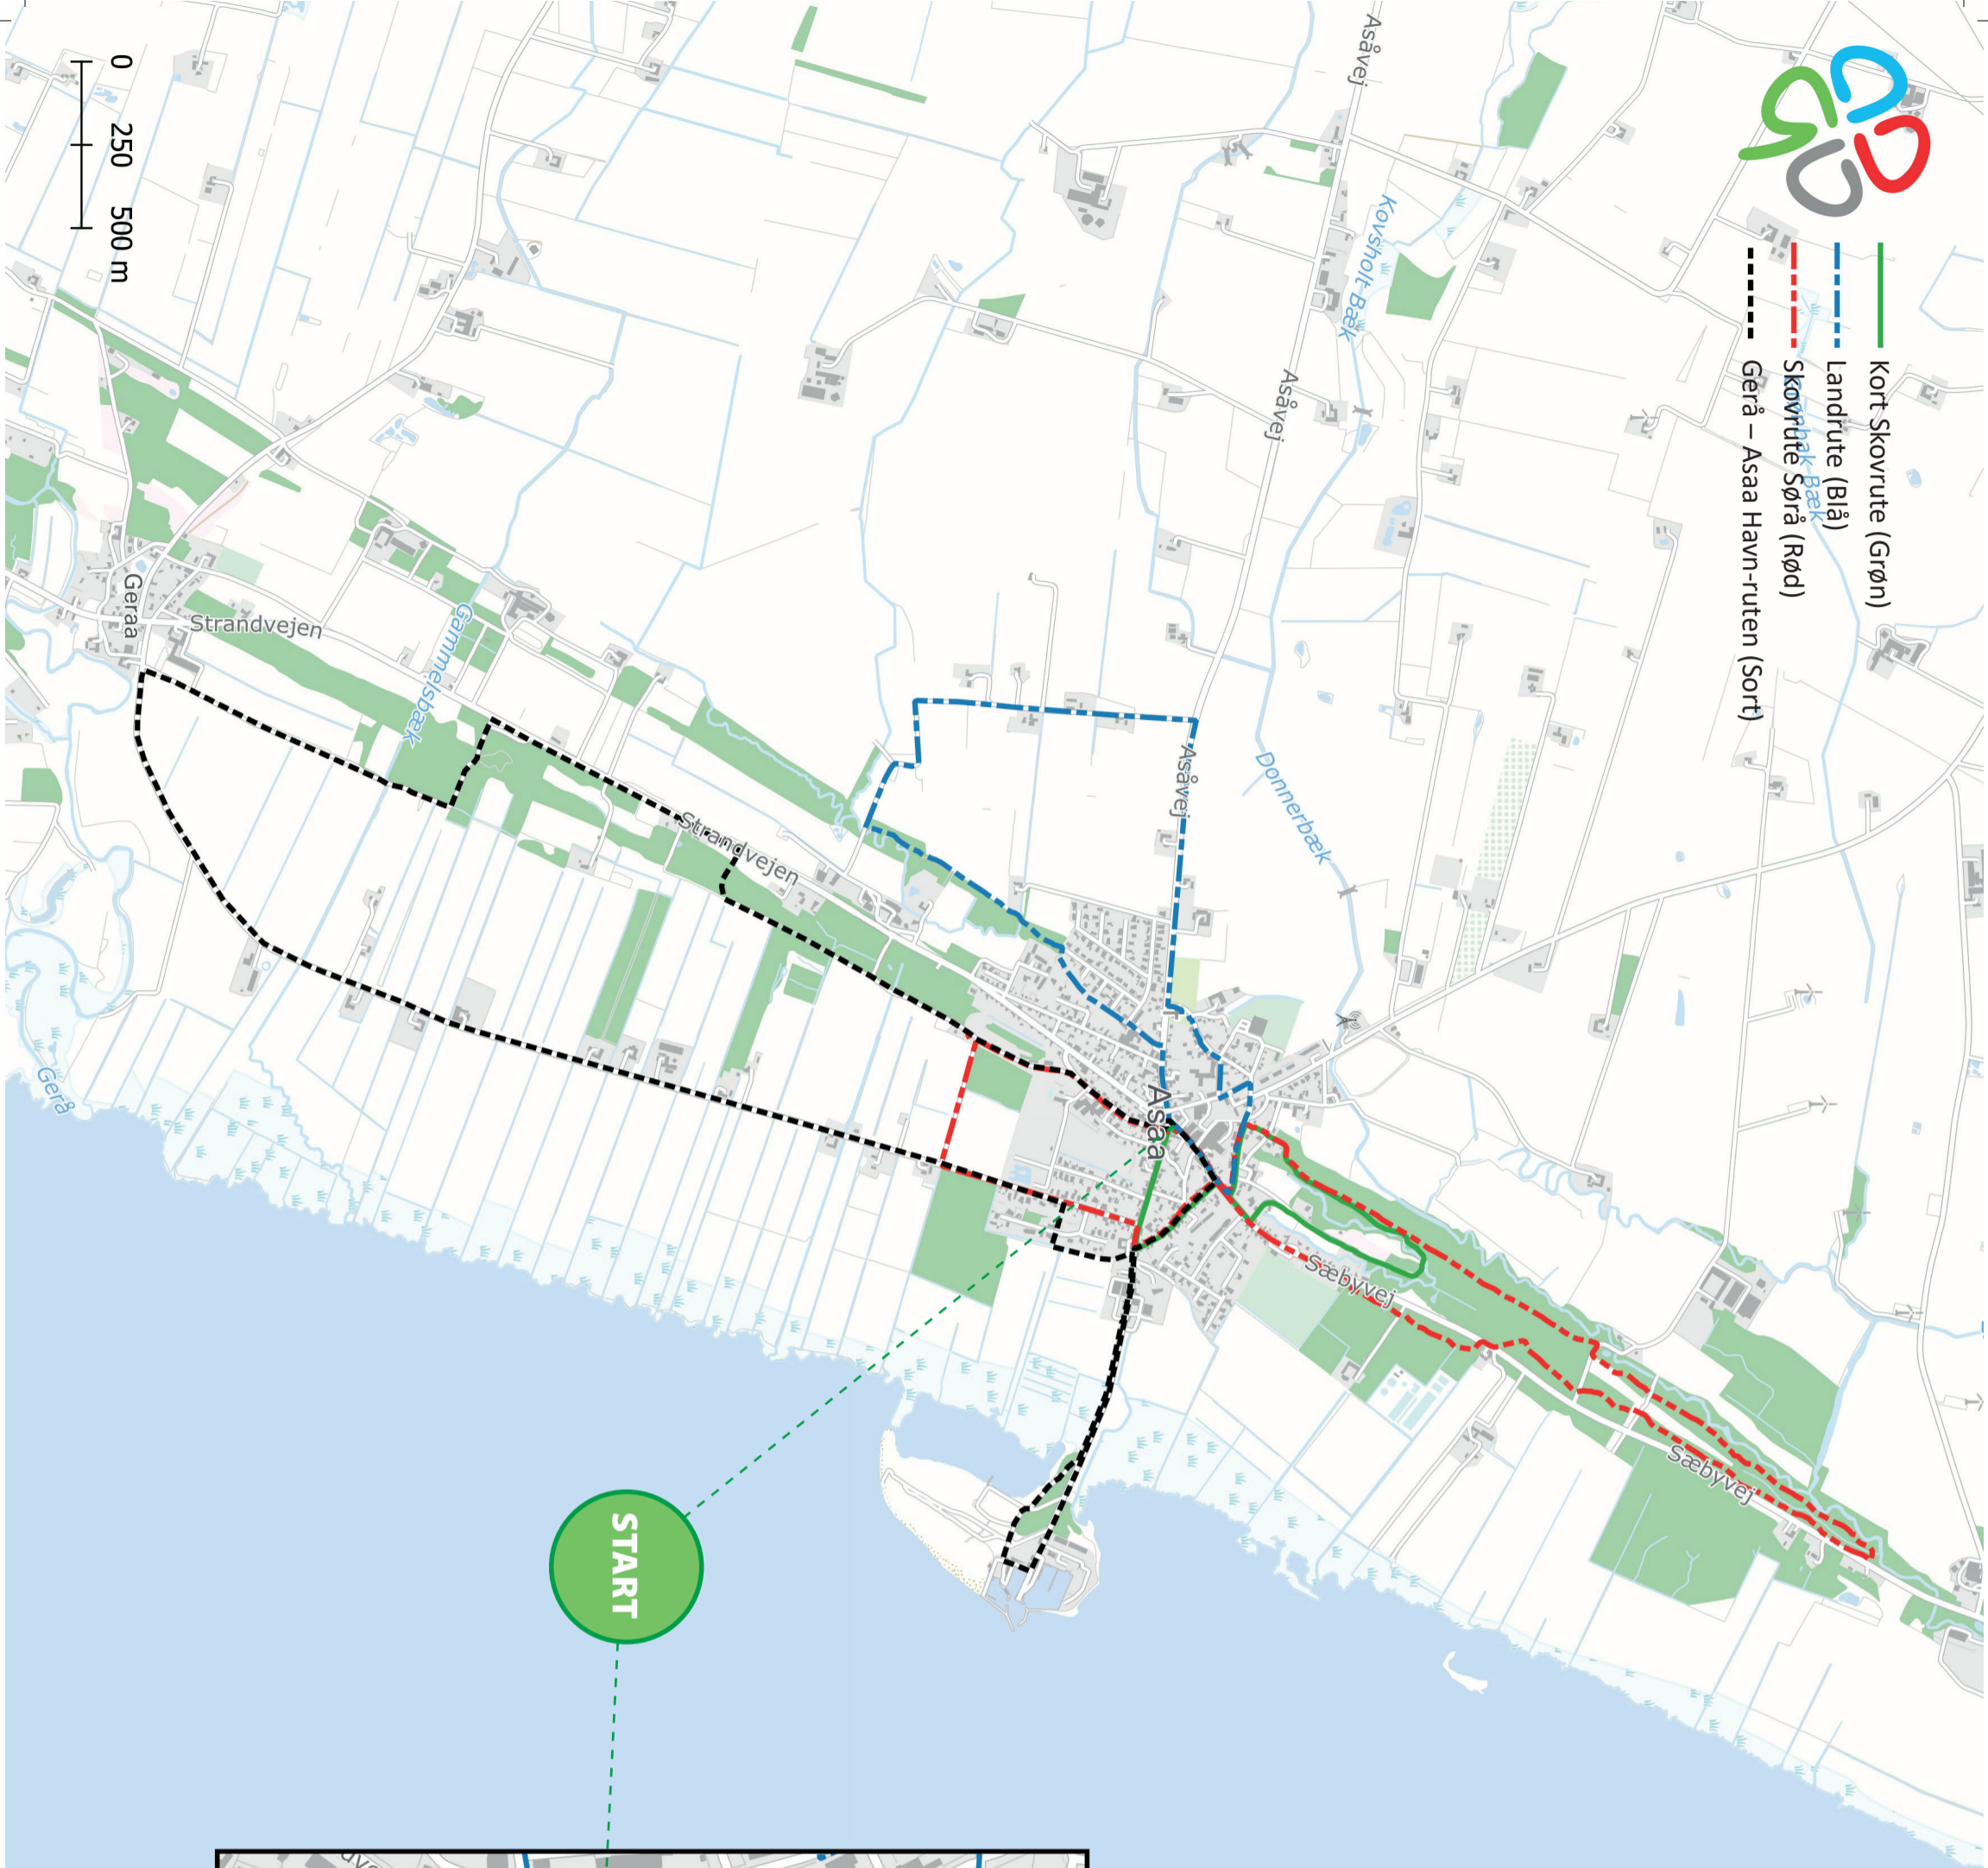 Kort Skovrute (Grøn)
Landrute (Blå)
Skovrute Sørå (Rød)
Gerå – Asaa Havn-ruten (Sort)
Asåvej
Kovsholt Bæk
Asåvej
Asåvej
Donnerbæk
Asaa
Sæbyvej
Sæbyvej
Strandvejen
Gammelsbæk
Strandvejen
Geraa
Gerå
0 250 500 m
START